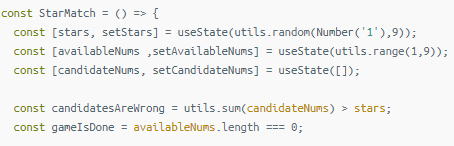 const StarMatch = () => {
const [stars, setStars] = useState(utils.random(Number('1'),9));
const [availableNums ,setAvailableNums] = useState(utils.range(1,9));
const [candidateNums, setCandidateNums] = useState([]);
const candidatesAreWrong = utils.sum(candidateNums) > stars;
const gameIsDone = availableNums.length === 0;